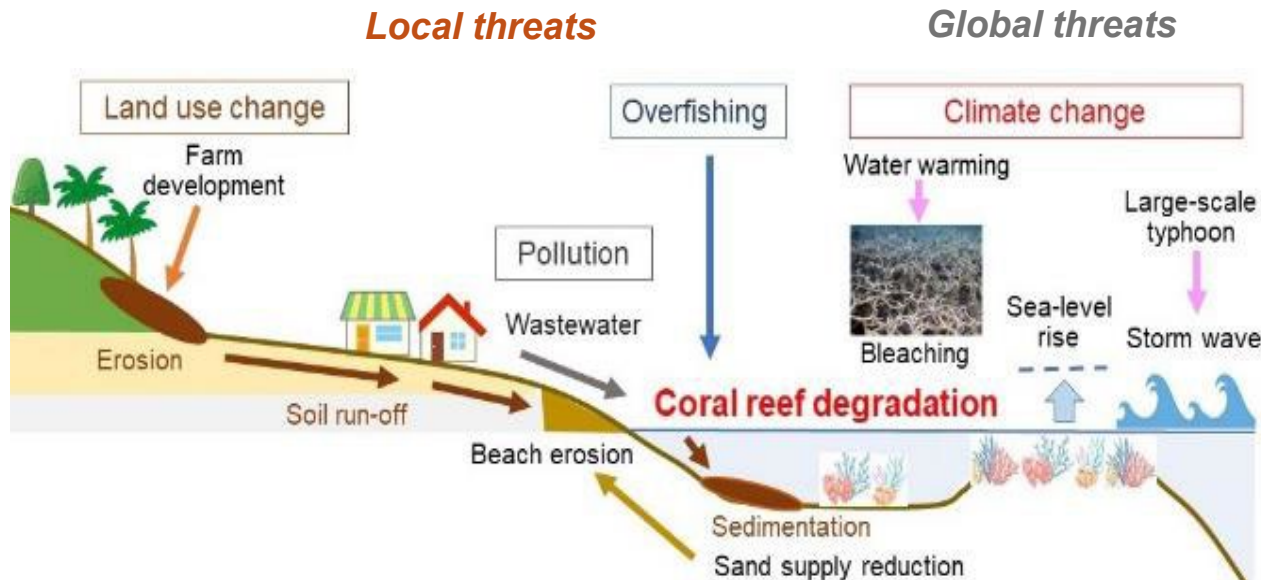 Local threats
Global threats
Land use change
Overfishing
Climate change
Farm
development
Water warming
Large-scale
typhoon
Pollution
Wastewater
Bleaching
Sea-level
rise
Storm wave
Erosion
Soil run-off
Coral reef degradation
Beach erosion
Sedimentation
Sand supply reduction